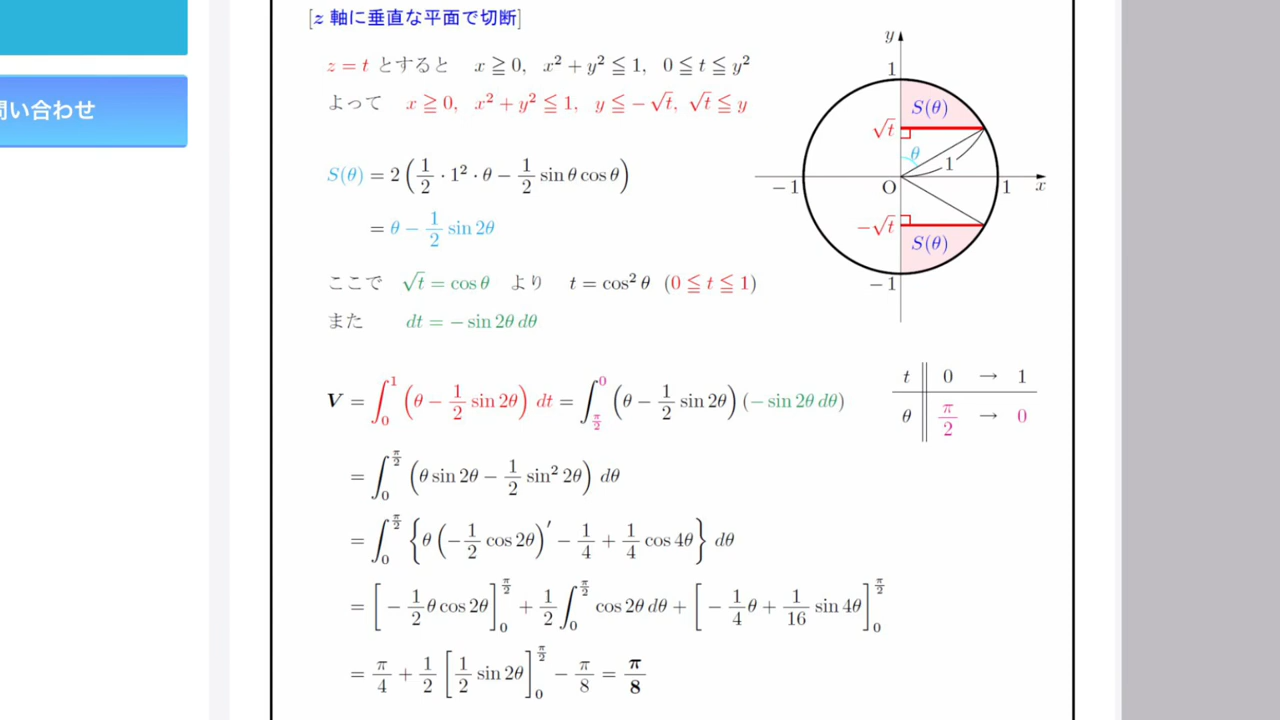 問い合わせ
[z 軸に垂直な平面で切断]
z = t とすると x ≧ 0, x² + y² ≦ 1, 0 ≦ t ≦ y²
よって x ≧ 0, x² + y² ≦ 1, y ≦ −√t, √t ≦ y
S(θ) = 2(1/2 · 1² · θ − 1/2 sin θ cos θ)
= θ − 1/2 sin 2θ
ここで √t = cos θ より t = cos² θ (0 ≦ t ≦ 1)
また dt = − sin 2θ dθ
V = ∫₀¹ (θ − 1/2 sin 2θ) dt = ∫_{π/2}^{0} (θ − 1/2 sin 2θ) (− sin 2θ dθ)
= ∫₀^{π/2} (θ sin 2θ − 1/2 sin² 2θ) dθ
= ∫₀^{π/2} {θ (−1/2 cos 2θ)′ − 1/4 + 1/4 cos 4θ} dθ
= [− 1/2 θ cos 2θ]₀^{π/2} + 1/2 ∫₀^{π/2} cos 2θ dθ + [− 1/4 θ + 1/16 sin 4θ]₀^{π/2}
= π/4 + 1/2 [1/2 sin 2θ]₀^{π/2} − π/8 = π/8
y
1
S(θ)
√t
θ
1
−1
O
1
x
−√t
S(θ)
−1
t 0 → 1
θ π/2 → 0